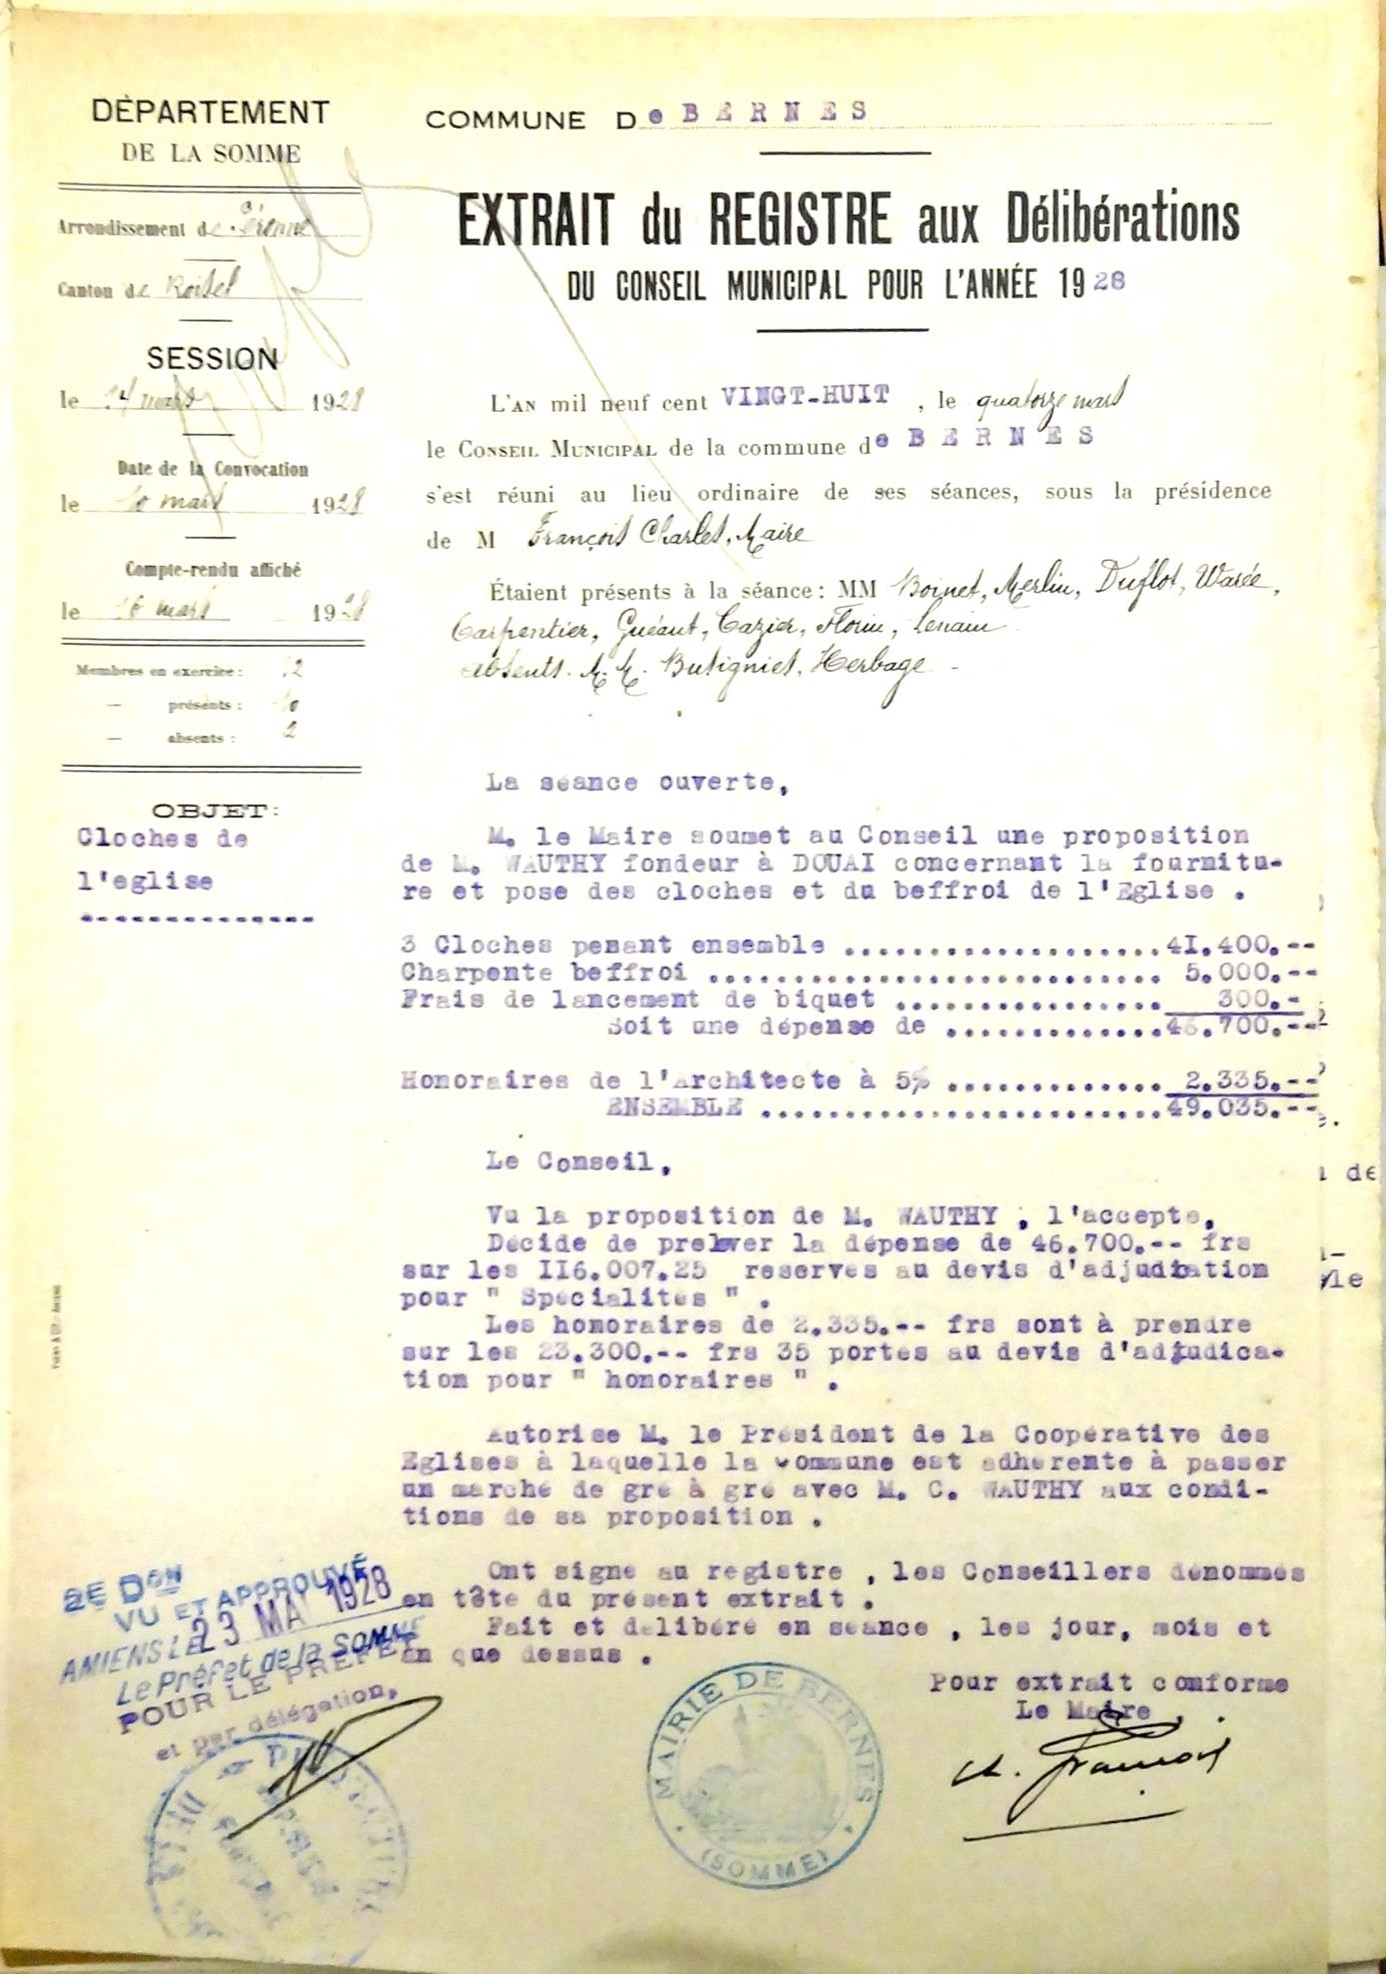 DÉPARTEMENT
DE LA SOMME
Arrondissement de Péronne
Canton de Roisel
SESSION
le 14 mars 1928
Date de la Convocation
le 10 mars 1928
Compte-rendu affiché
le 16 mars 1928
Membres en exercice : 12
— présents : 10
— absents : 2
OBJET :
Cloches de
l'eglise
COMMUNE De BERNES
EXTRAIT du REGISTRE aux Délibérations
DU CONSEIL MUNICIPAL POUR L'ANNÉE 1928
L'AN mil neuf cent VINGT-HUIT , le quatorze mars
le CONSEIL MUNICIPAL de la commune de BERNES
s'est réuni au lieu ordinaire de ses séances, sous la présidence
de M François Charles, Maire
Étaient présents à la séance : MM Boinet, Merlin, Duflot, Warée,
Carpentier, Guéant, Cazier, Florin, Lenain
absents. M.M. Butigniet, Herbage -
La séance ouverte,
M. le Maire soumet au Conseil une proposition
de M. WAUTHY fondeur à DOUAI concernant la fournitu-
re et pose des cloches et du beffroi de l'Eglise .
3 Cloches pesant ensemble ...................41.400.--
Charpente beffroi ........................... 5.000.--
Frais de lancement de biquet ................ 300.-
Soit une dépense de .............46.700.--
Honoraires de l'Architecte à 5% ............. 2.335.--
ENSEMBLE ........................49.035.--
Le Conseil,
Vu la proposition de M. WAUTHY , l'accepte,
Décide de prelever la dépense de 46.700.-- frs
sur les II6.007.25 reserves au devis d'adjudication
pour " Specialites " .
Les honoraires de 2.335.-- frs sont à prendre
sur les 23.300.-- frs 35 portes au devis d'adjudica-
tion pour " honoraires " .
Autorise M. le Président de la Coopérative des
Eglises à laquelle la commune est adhérente à passer
un marché de gré à gré avec M. C. WAUTHY aux condi-
tions de sa proposition .
Ont signé au registre , les Conseillers dénommés
en tête du présent extrait .
Fait et délibéré en séance , les jour, mois et
an que dessus .
Pour extrait conforme
Le Maire ,
Ch. François
MAIRIE DE BERNES
(SOMME)
2E Don
VU ET APPROUVÉ
AMIENS LE 23 MAI 1928
Le Préfet de la SOMME
POUR LE PRÉFET
et par délégation,